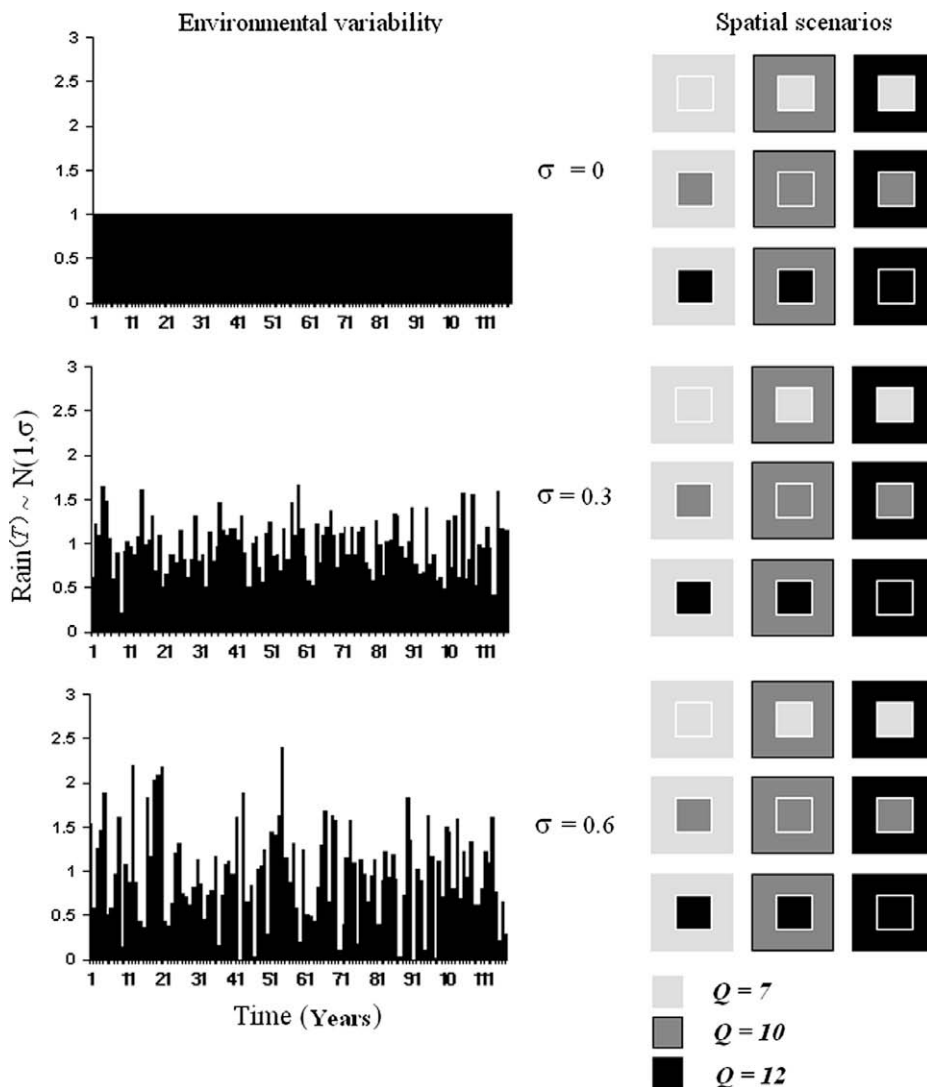 Environmental variability
Spatial scenarios
Rain(T) ~ N(1,σ)
3
2.5
2
1.5
1
0.5
0
1 11 21 31 41 51 61 71 81 91 10 111
σ = 0
3
2.5
2
1.5
1
0.5
0
1 11 21 31 41 51 61 71 81 91 10 111
σ = 0.3
3
2.5
2
1.5
1
0.5
0
1 11 21 31 41 51 61 71 81 91 10 111
σ = 0.6
Time (Years)
Q = 7
Q = 10
Q = 12